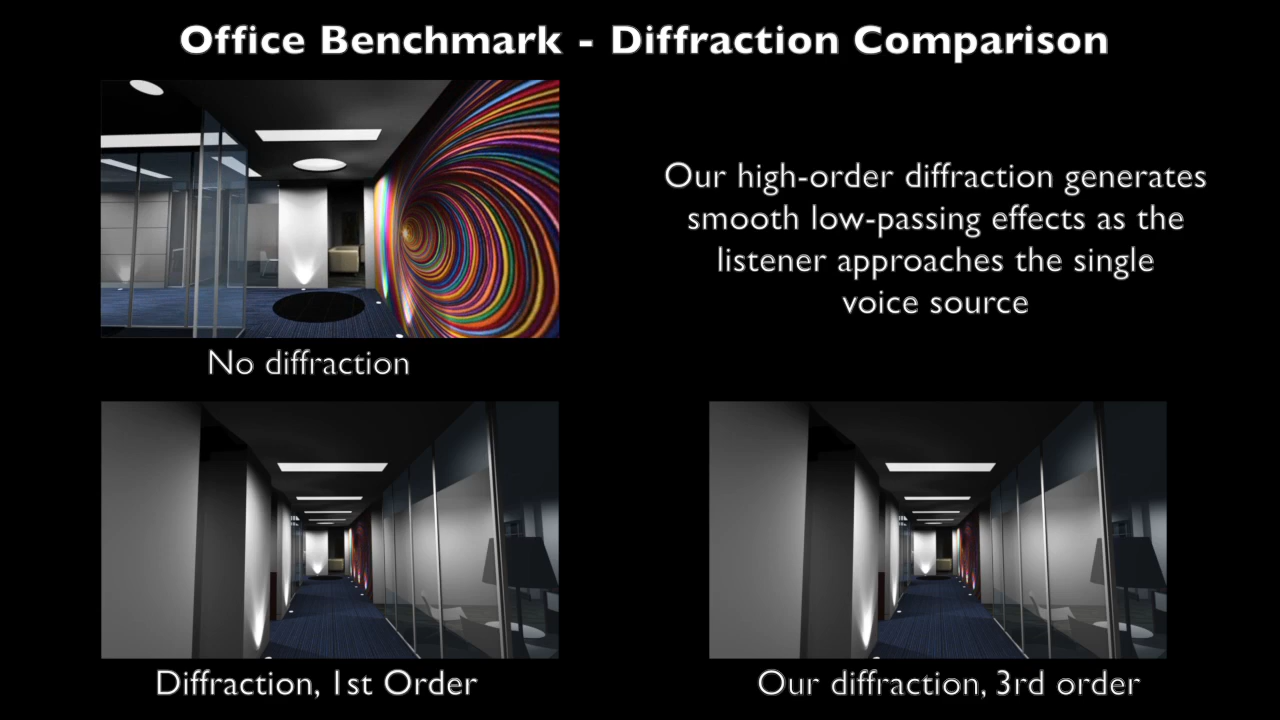 Office Benchmark - Diffraction Comparison
Our high-order diffraction generates
smooth low-passing effects as the
listener approaches the single
voice source
No diffraction
Diffraction, 1st Order
Our diffraction, 3rd order